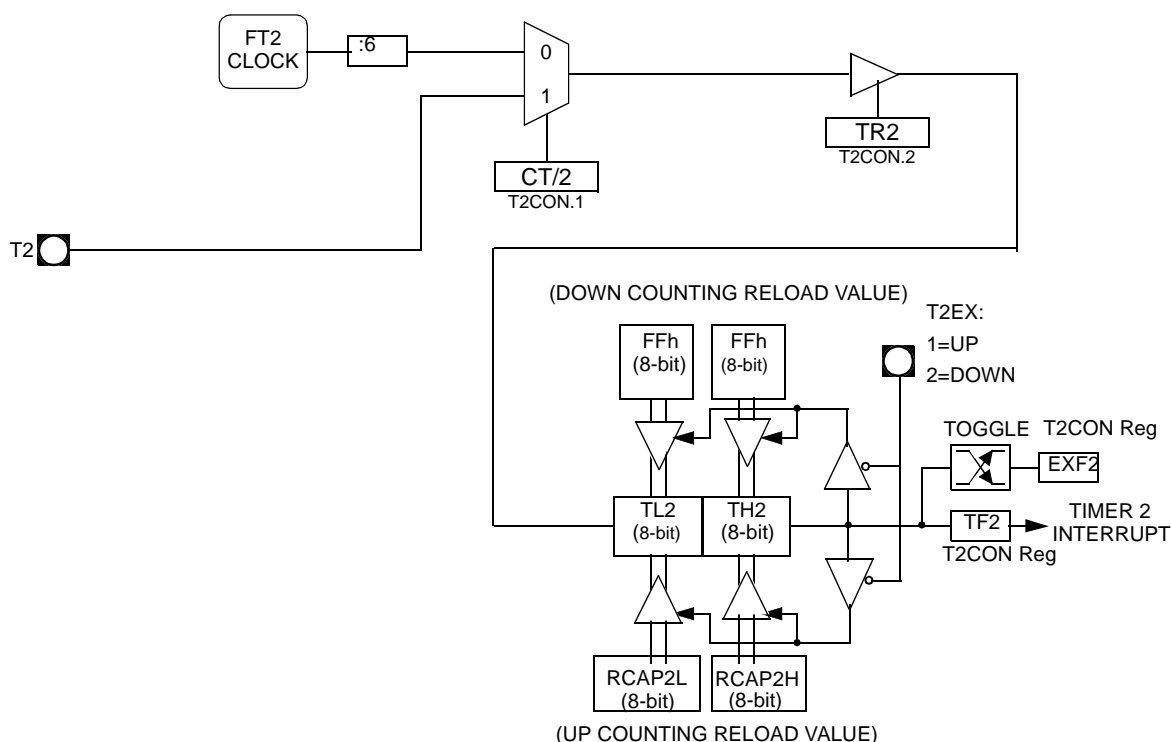 FT2
CLOCK
:6
0
1
TR2
T2CON.2
CT/2
T2CON.1
T2
(DOWN COUNTING RELOAD VALUE)
T2EX:
1=UP
2=DOWN
FFh
(8-bit)
FFh
(8-bit)
TOGGLE
T2CON Reg
EXF2
TL2
(8-bit)
TH2
(8-bit)
TF2
TIMER 2
INTERRUPT
T2CON Reg
RCAP2L
(8-bit)
RCAP2H
(8-bit)
(UP COUNTING RELOAD VALUE)